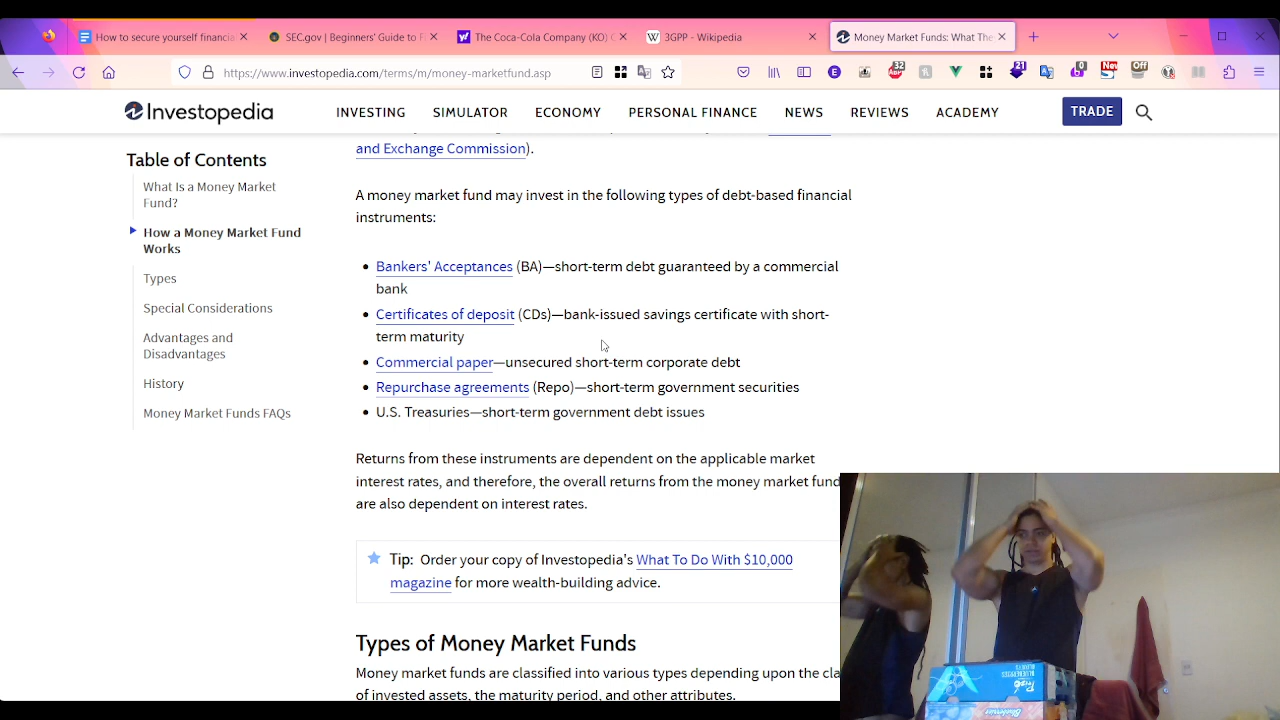 How to secure yourself financia
SEC.gov | Beginners' Guide to F
The Coca-Cola Company (KO) C
3GPP - Wikipedia
Money Market Funds: What The
https://www.investopedia.com/terms/m/money-marketfund.asp
32
21
0
New
Off
Investopedia
INVESTING
SIMULATOR
ECONOMY
PERSONAL FINANCE
NEWS
REVIEWS
ACADEMY
TRADE
Table of Contents
What Is a Money Market
Fund?
How a Money Market Fund
Works
Types
Special Considerations
Advantages and
Disadvantages
History
Money Market Funds FAQs
and Exchange Commission).
A money market fund may invest in the following types of debt-based financial
instruments:
Bankers' Acceptances (BA)—short-term debt guaranteed by a commercial
bank
Certificates of deposit (CDs)—bank-issued savings certificate with short-
term maturity
Commercial paper—unsecured short-term corporate debt
Repurchase agreements (Repo)—short-term government securities
U.S. Treasuries—short-term government debt issues
Returns from these instruments are dependent on the applicable market
interest rates, and therefore, the overall returns from the money market fund
are also dependent on interest rates.
Tip: Order your copy of Investopedia's What To Do With $10,000
magazine for more wealth-building advice.
Types of Money Market Funds
Money market funds are classified into various types depending upon the cla
of invested assets, the maturity period, and other attributes.
BLUEBERRIES